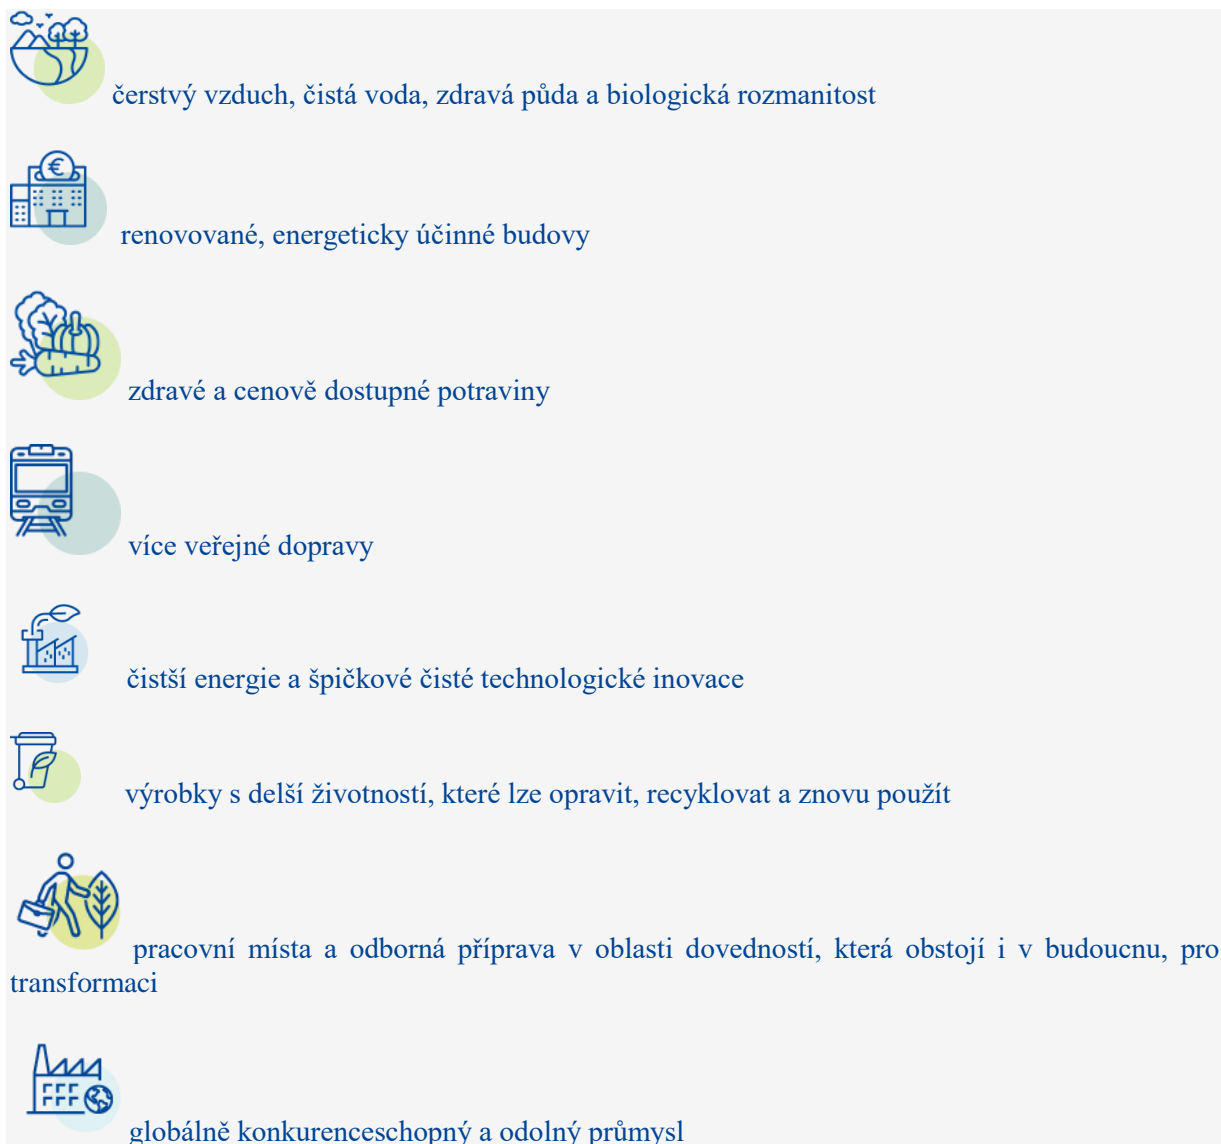 čerstvý vzduch, čistá voda, zdravá půda a biologická rozmanitost
€
renovované, energeticky účinné budovy
zdravé a cenově dostupné potraviny
více veřejné dopravy
čistší energie a špičkové čisté technologické inovace
výrobky s delší životností, které lze opravit, recyklovat a znovu použít
pracovní místa a odborná příprava v oblasti dovedností, která obstojí i v budoucnu, pro
transformaci
globálně konkurenceschopný a odolný průmysl